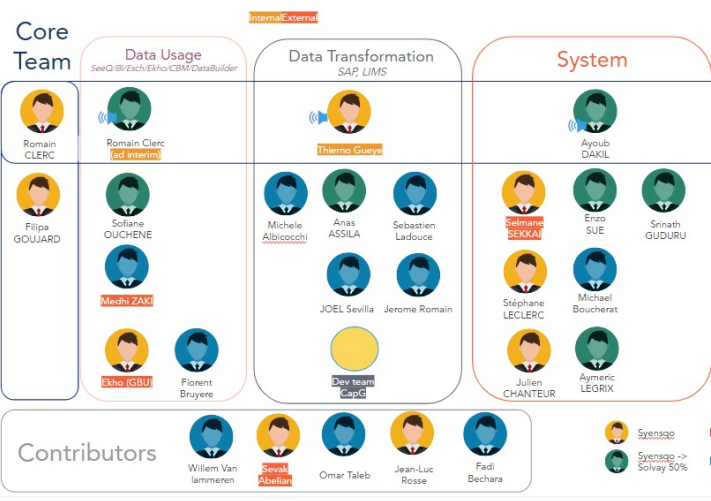 InternalExternal
Core
Team
Data Usage
SeeQ/BI/Esch/Ekho/CBM/DataBuilder
Data Transformation
SAP, LIMS
System
Romain
CLERC
Romain Clerc
(ad interim)
Thierno Gueye
Ayoub
DAKIL
Filipa
GOUJARD
Sofiane
OUCHENE
Michele
Albicocchi
Anas
ASSILA
Sebastien
Ladouce
Selmane
SEKKAI
Enzo
SUE
Srinath
GUDURU
Medhi ZAKI
JOEL Sevilla
Jerome Romain
Stéphane
LECLERC
Michael
Boucherat
Ekho (GBU)
Florent
Bruyere
Dev team
CapG
Julien
CHANTEUR
Aymeric
LEGRIX
Contributors
Willem Van
lammeren
Sevak
Abelian
Omar Taleb
Jean-Luc
Rosse
Fadi
Bechara
Syensqo
Syensqo ->
Solvay 50%